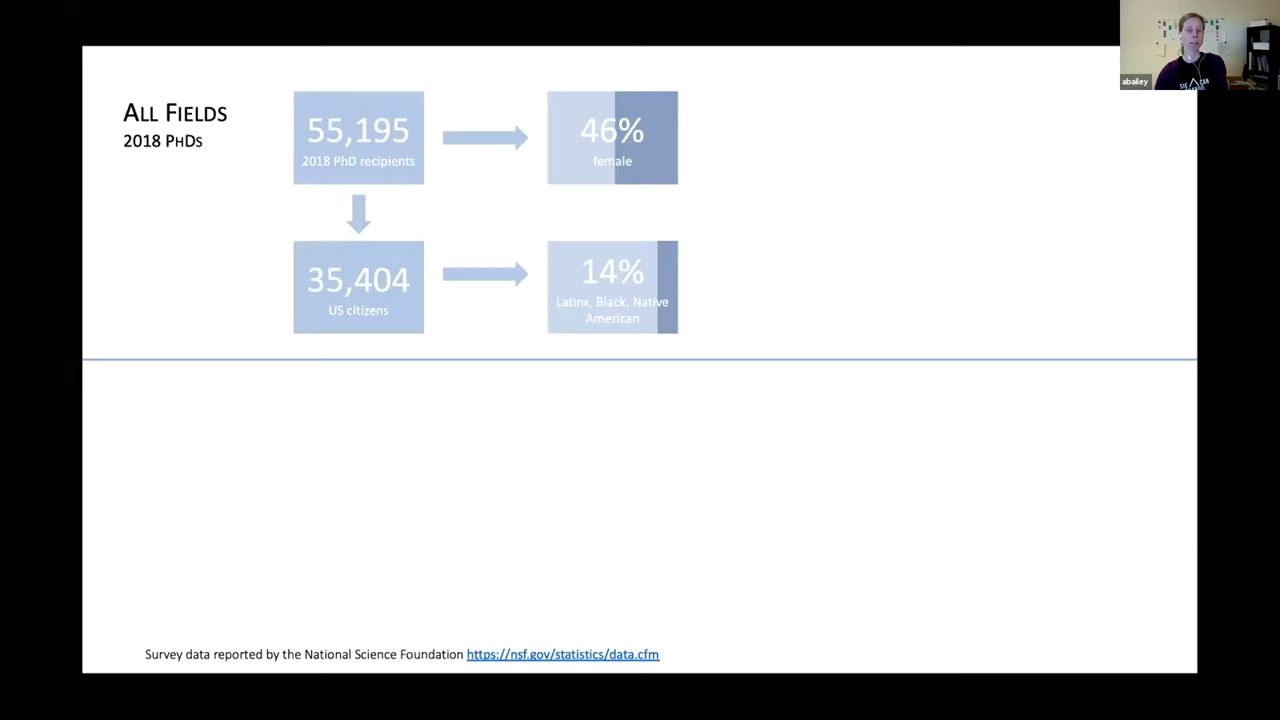 ALL FIELDS
2018 PHDS
55,195
2018 PhD recipients
46%
female
35,404
US citizens
14%
Latinx, Black, Native
American
Survey data reported by the National Science Foundation https://nsf.gov/statistics/data.cfm
abailey